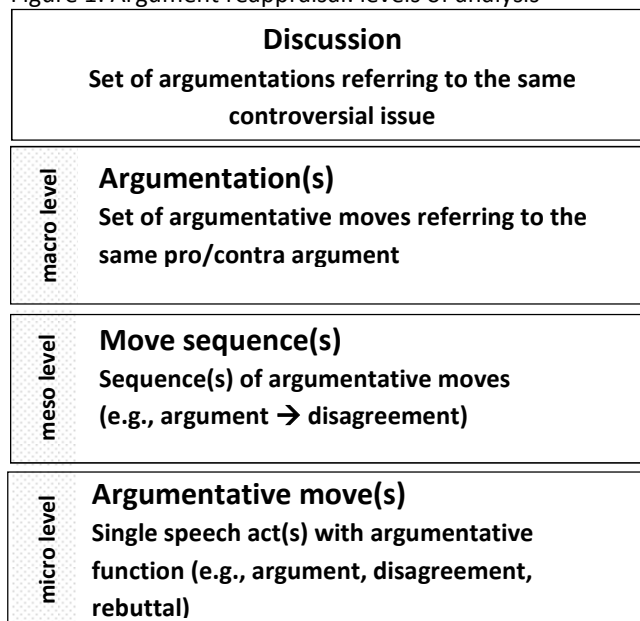 Figure 1: Argument reappraisal: levels of analysis
Discussion
Set of argumentations referring to the same
controversial issue
macro level
Argumentation(s)
Set of argumentative moves referring to the
same pro/contra argument
meso level
Move sequence(s)
Sequence(s) of argumentative moves
(e.g., argument → disagreement)
micro level
Argumentative move(s)
Single speech act(s) with argumentative
function (e.g., argument, disagreement,
rebuttal)